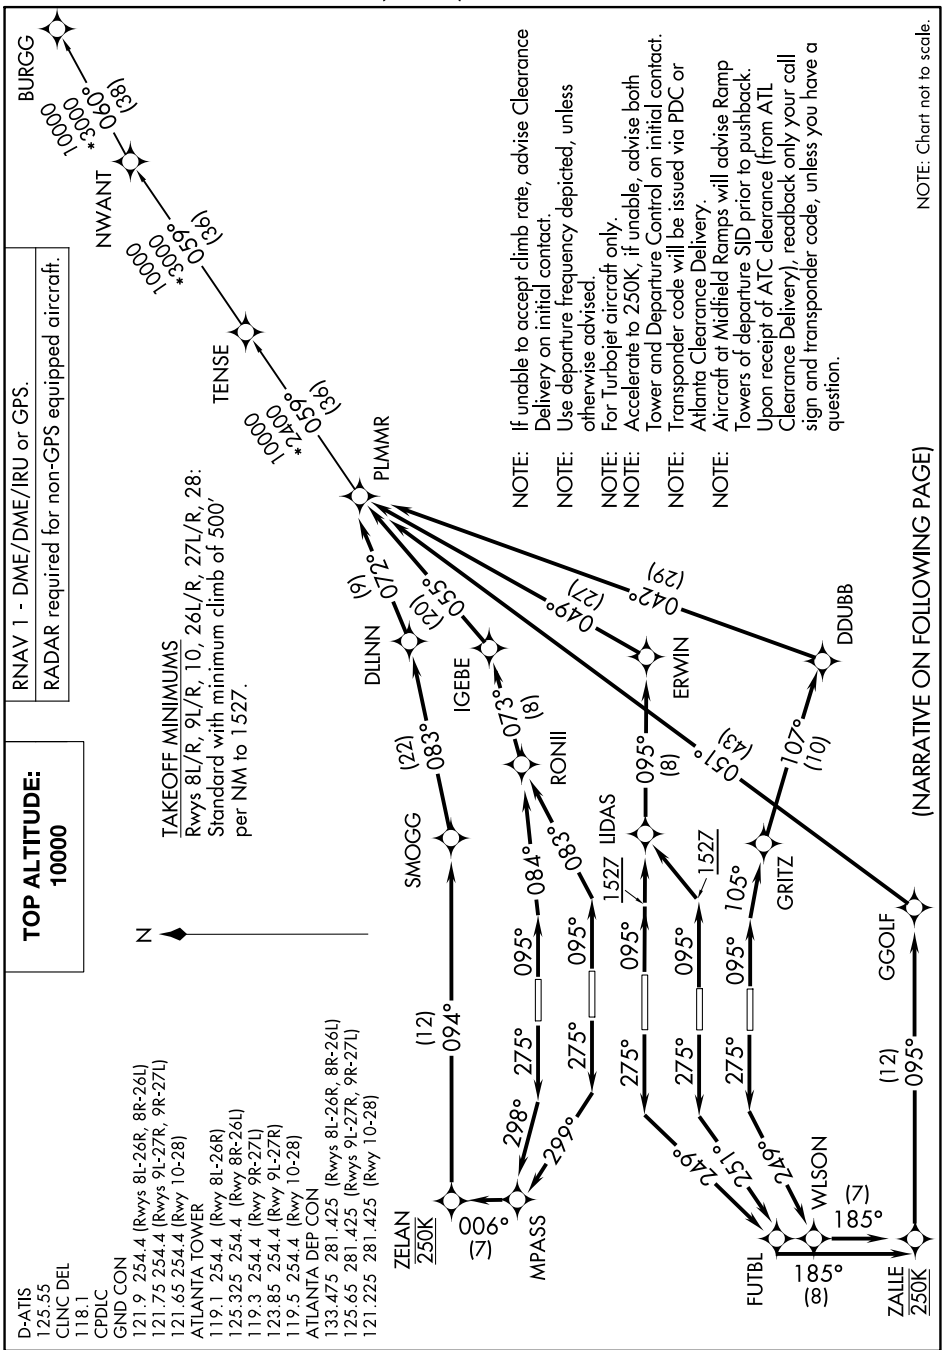 D-ATIS
125.55
CLNC DEL
118.1
CPDLC
GND CON
121.9 254.4 (Rwys 8L-26R, 8R-26L)
121.75 254.4 (Rwys 9L-27R, 9R-27L)
121.65 254.4 (Rwy 10-28)
ATLANTA TOWER
119.1 254.4 (Rwy 8L-26R)
125.325 254.4 (Rwy 8R-26L)
119.3 254.4 (Rwy 9R-27L)
123.85 254.4 (Rwy 9L-27R)
119.5 254.4 (Rwy 10-28)
ATLANTA DEP CON
133.475 281.425 (Rwys 8L-26R, 8R-26L)
125.65 281.425 (Rwys 9L-27R, 9R-27L)
121.225 281.425 (Rwy 10-28)
TOP ALTITUDE:
10000
RNAV 1 - DME/DME/IRU or GPS.
RADAR required for non-GPS equipped aircraft.
N
TAKEOFF MINIMUMS
Rwys 8L/R, 9L/R, 10, 26L/R, 27L/R, 28:
Standard with minimum climb of 500'
per NM to 1527.
BURGG
10000
*3000
060°
(38)
NWANT
10000
*3000
059°
(36)
TENSE
10000
*2400
059°
(36)
PLMMR
ZELAN
250K
(12)
094°
SMOGG
(22)
083°
DLLNN
(9)
072°
006°
(7)
MPASS
298°
275°
095°
084°
RONII
073°
(8)
IGEBE
(20)
055°
299°
275°
095°
083°
249°
275°
095°
1527
LIDAS
095°
(8)
ERWIN
049°
(27)
251°
275°
095°
1527
249°
275°
095°
105°
GRITZ
107°
(10)
DDUBB
042°
(29)
FUTBL
WLSON
(7)
185°
185°
(8)
ZALLE
250K
(12)
095°
GGOLF
051°
(43)
NOTE: If unable to accept climb rate, advise Clearance
Delivery on initial contact.
NOTE: Use departure frequency depicted, unless
otherwise advised.
NOTE: For Turbojet aircraft only.
NOTE: Accelerate to 250K, if unable, advise both
Tower and Departure Control on initial contact.
NOTE: Transponder code will be issued via PDC or
Atlanta Clearance Delivery.
NOTE: Aircraft at Midfield Ramps will advise Ramp
Towers of departure SID prior to pushback.
Upon receipt of ATC clearance (from ATL
Clearance Delivery), readback only your call
sign and transponder code, unless you have a
question.
(NARRATIVE ON FOLLOWING PAGE)
NOTE: Chart not to scale.